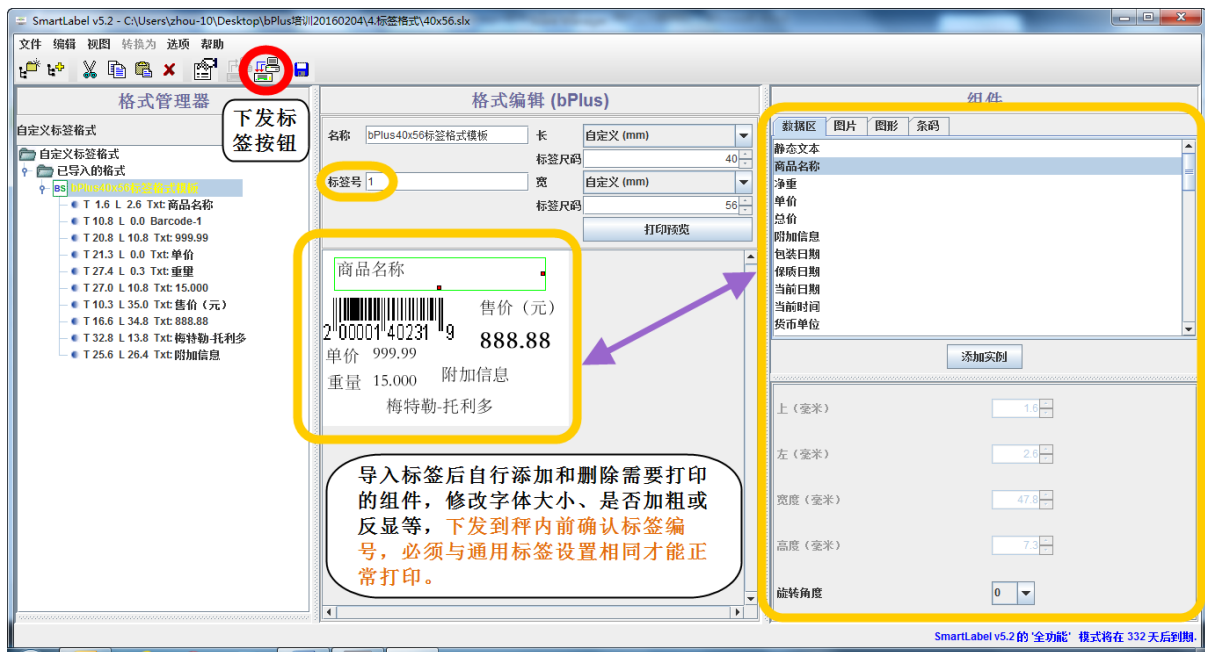 SmartLabel v5.2 - C:\Users\zhou-10\Desktop\bPlus培训20160204\4.标签格式\40x56.slx
文件 编辑 视图 转换为 选项 帮助
格式管理器
下发标
签按钮
自定义标签格式
自定义标签格式
已导入的格式
BS bPlus40x56标签格式模板
T 1.6 L 2.6 Txt: 商品名称
T 10.8 L 0.0 Barcode-1
T 20.8 L 10.8 Txt: 999.99
T 21.3 L 0.0 Txt: 单价
T 27.4 L 0.3 Txt: 重量
T 27.0 L 10.8 Txt: 15.000
T 10.3 L 35.0 Txt: 售价（元）
T 16.6 L 34.8 Txt: 888.88
T 32.8 L 13.8 Txt: 梅特勒-托利多
T 25.6 L 26.4 Txt: 附加信息
格式编辑 (bPlus)
名称 bPlus40x56标签格式模板 长 自定义 (mm)
标签尺码 40
标签号 1 宽 自定义 (mm)
标签尺码 56
打印预览
商品名称
售价（元）
2 00001 40231 9
888.88
单价 999.99
重量 15.000 附加信息
梅特勒-托利多
导入标签后自行添加和删除需要打印
的组件，修改字体大小、是否加粗或
反显等，下发到秤内前确认标签编
号，必须与通用标签设置相同才能正
常打印。
组件
数据区 图片 图形 条码
静态文本
商品名称
净重
单价
总价
附加信息
包装日期
保质日期
当前日期
当前时间
货币单位
添加实例
上（毫米） 1.6
左（毫米） 2.6
宽度（毫米） 47.8
高度（毫米） 7.3
旋转角度 0
SmartLabel v5.2 的 '全功能' 模式将在 332 天后到期.